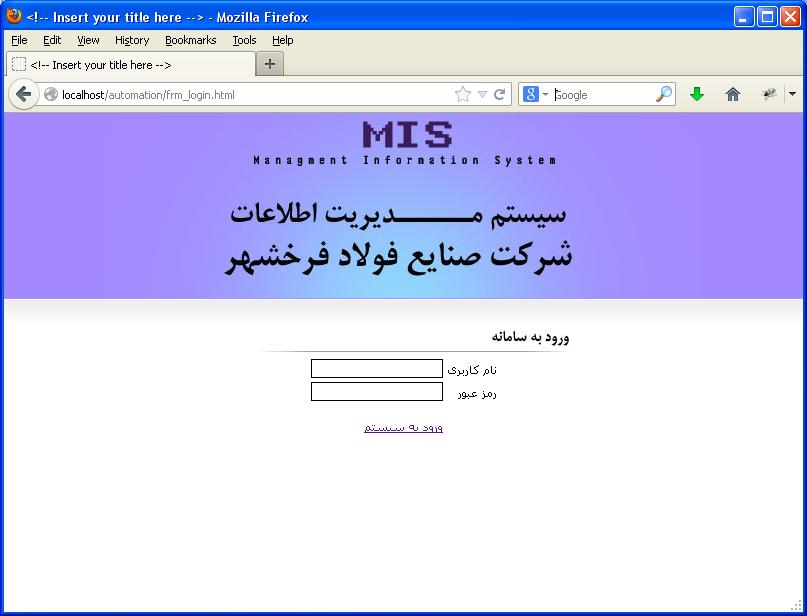 <!-- Insert your title here --> - Mozilla Firefox
File Edit View History Bookmarks Tools Help
<!-- Insert your title here -->
localhost/automation/frm_login.html
Google
MIS
Managment Information System
سیستم مـــــــدیریت اطلاعات
شرکت صنایع فولاد فرخشهر
ورود به سامانه
نام کاربری
رمز عبور
ورود به سیستم